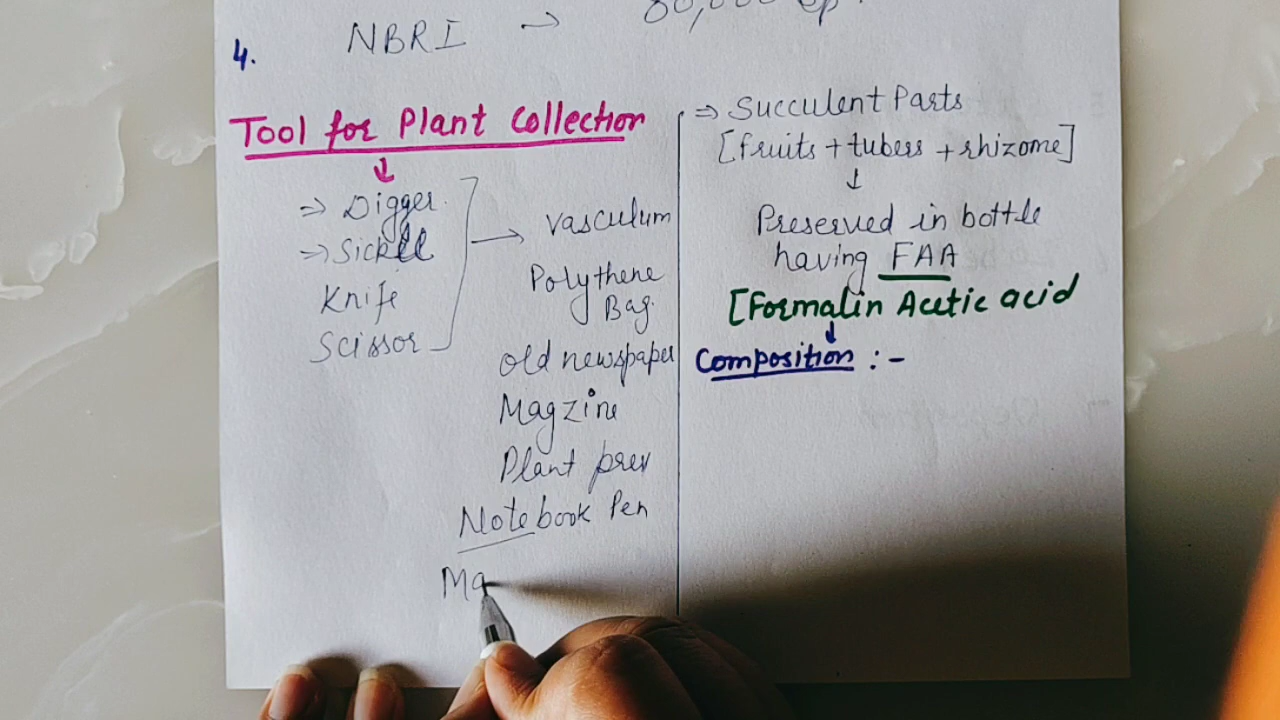 4.
NBRI →
Tool for Plant Collection
↓
⇒ Digger
⇒ Sickle
Knife
Scissor
→ vasculum
Polythene
Bag.
old newspaper
Magzine
Plant
Notebook Pen
Ma
⇒ Succulent Parts
[fruits + tubers + rhizome]
↓
Preserved in bottle
having FAA
[Formalin Acetic acid
↓
Composition :-